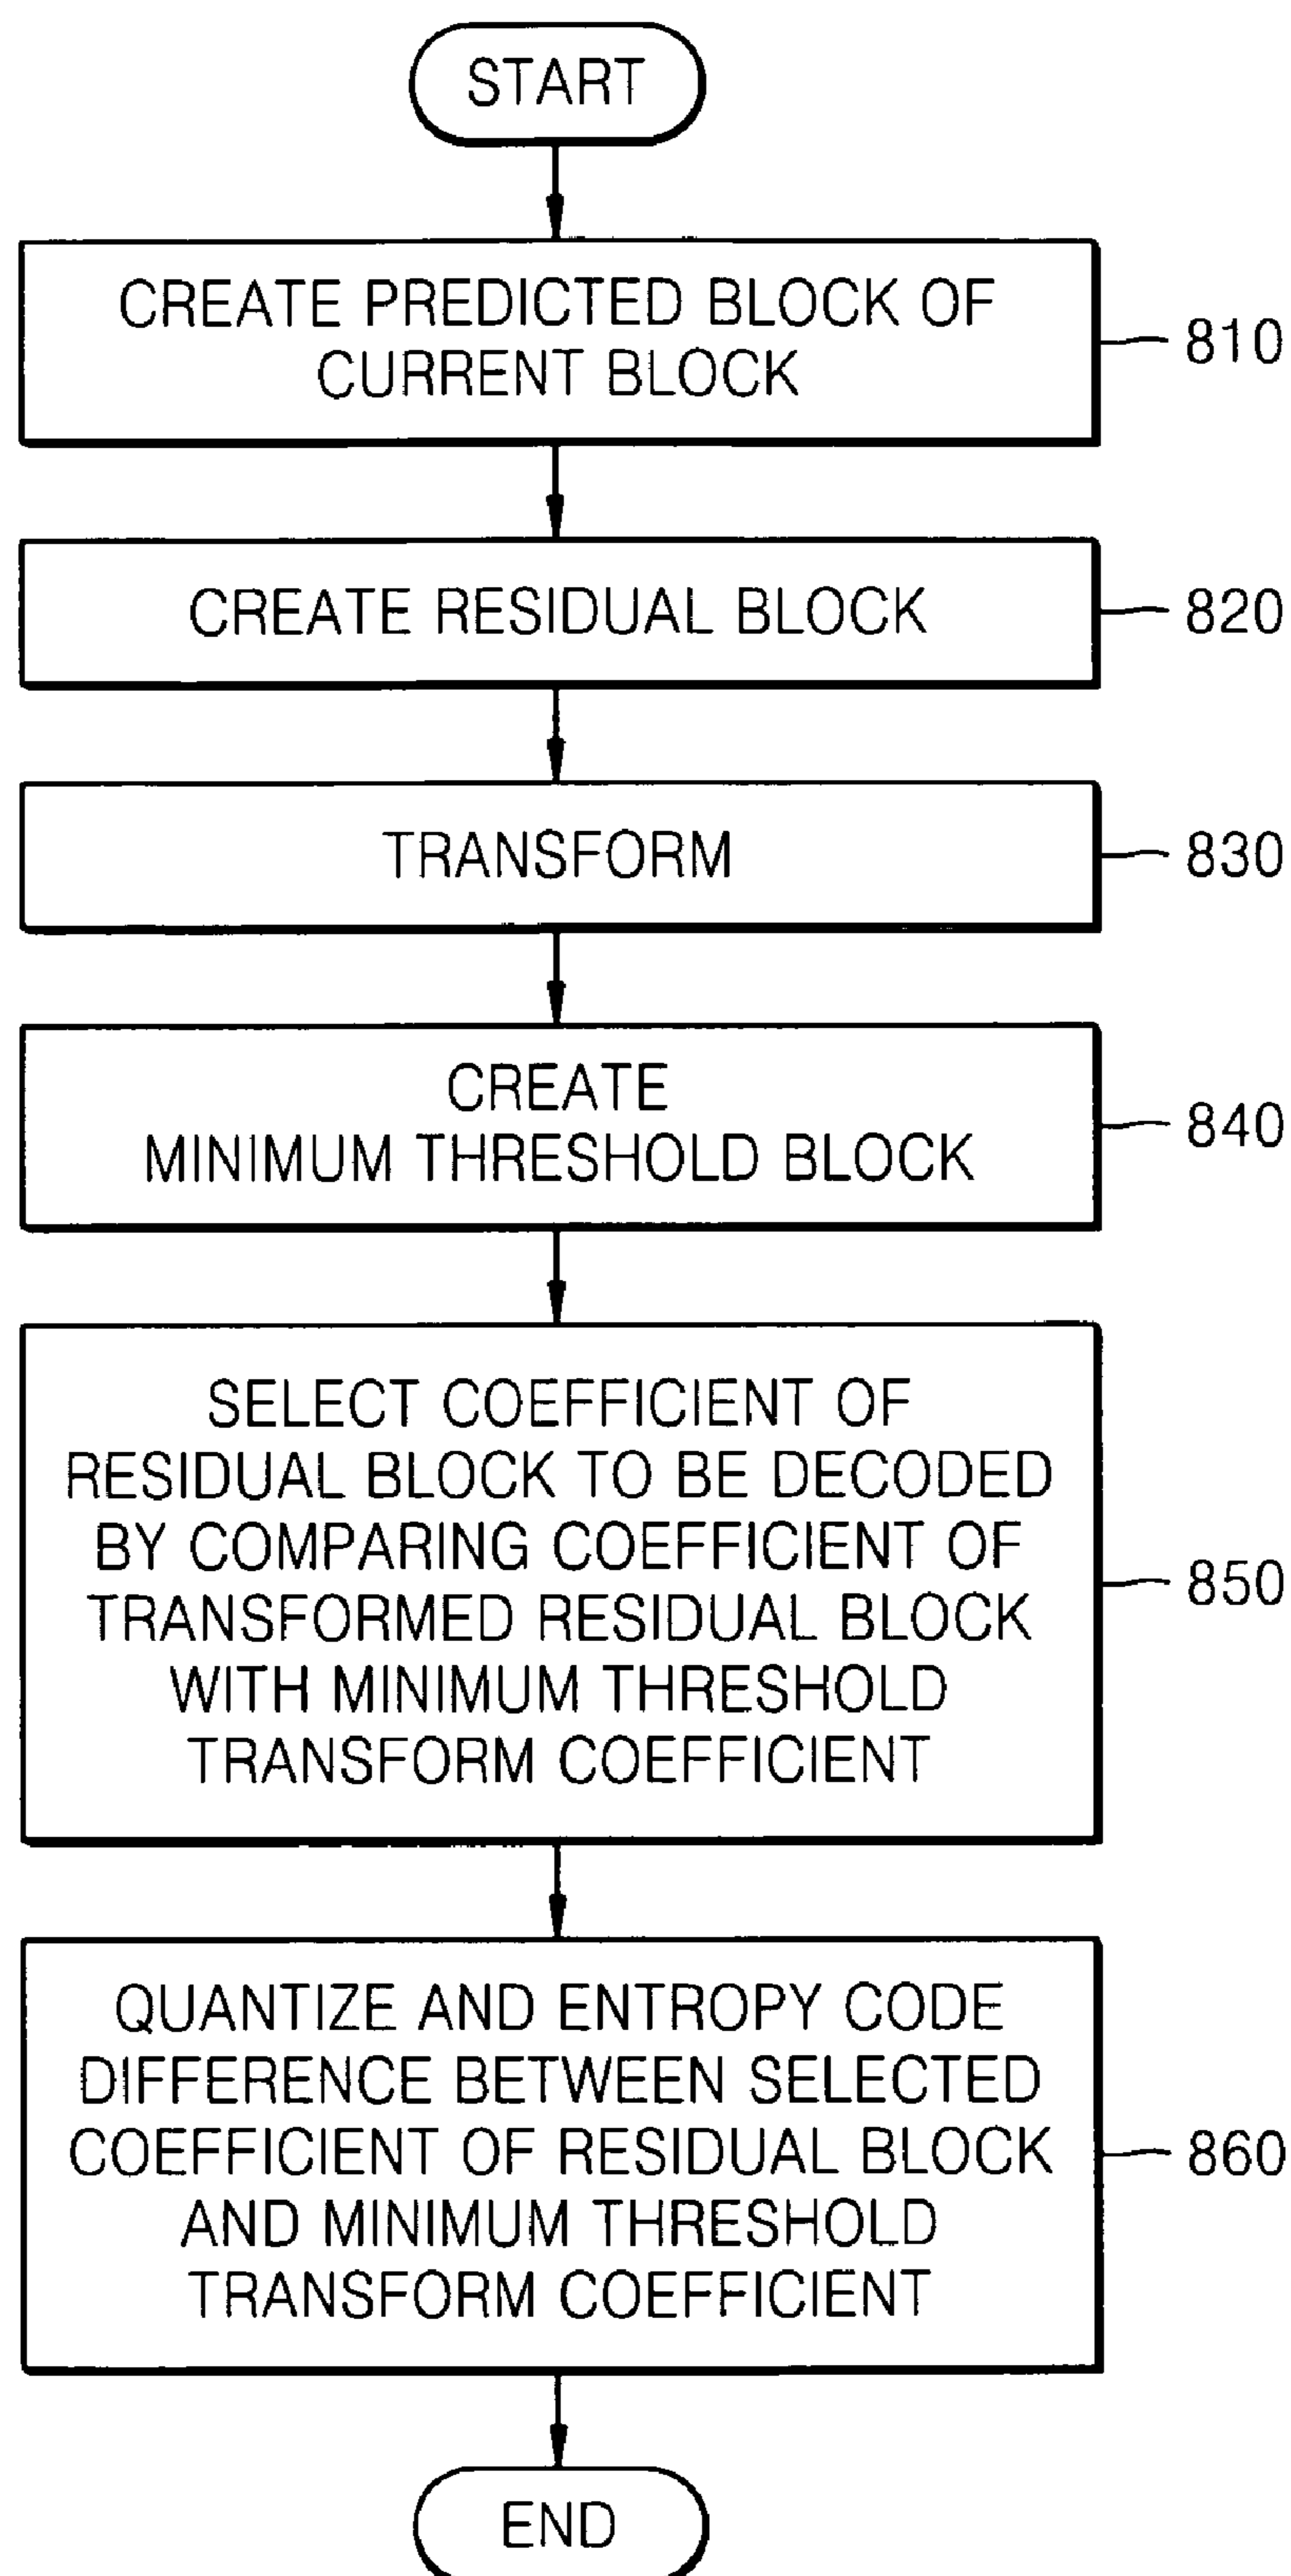 START
CREATE PREDICTED BLOCK OF
CURRENT BLOCK
810
CREATE RESIDUAL BLOCK
820
TRANSFORM
830
CREATE
MINIMUM THRESHOLD BLOCK
840
SELECT COEFFICIENT OF
RESIDUAL BLOCK TO BE DECODED
BY COMPARING COEFFICIENT OF
TRANSFORMED RESIDUAL BLOCK
WITH MINIMUM THRESHOLD
TRANSFORM COEFFICIENT
850
QUANTIZE AND ENTROPY CODE
DIFFERENCE BETWEEN SELECTED
COEFFICIENT OF RESIDUAL BLOCK
AND MINIMUM THRESHOLD
TRANSFORM COEFFICIENT
860
END